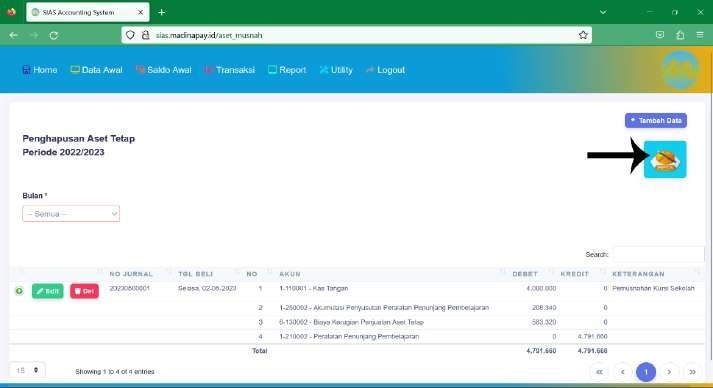 SIAS Accounting System
sias.madinapay.id/aset_musnah
Home Data Awal Saldo Awal Transaksi Report Utility Logout
+ Tambah Data
Penghapusan Aset Tetap
Periode 2022/2023
Bulan *
-- Semua --
Search:
NO JURNAL TGL BELI NO AKUN DEBET KREDIT KETERANGAN
Edit Del 20230800001 Selasa, 02-08-2023 1 1-110001 - Kas Tangan 4.000.000 0 Pemusnahan Kursi Sekolah
2 1-250002 - Akumulasi Penyusutan Peralatan Penunjang Pembelajaran 208.340 0
3 6-130002 - Biaya Kerugian Penjualan Aset Tetap 583.320 0
4 1-210002 - Peralatan Penunjang Pembelajaran 0 4.791.660
Total 4.791.660 4.791.660
15 Showing 1 to 4 of 4 entries « ‹ 1 › »